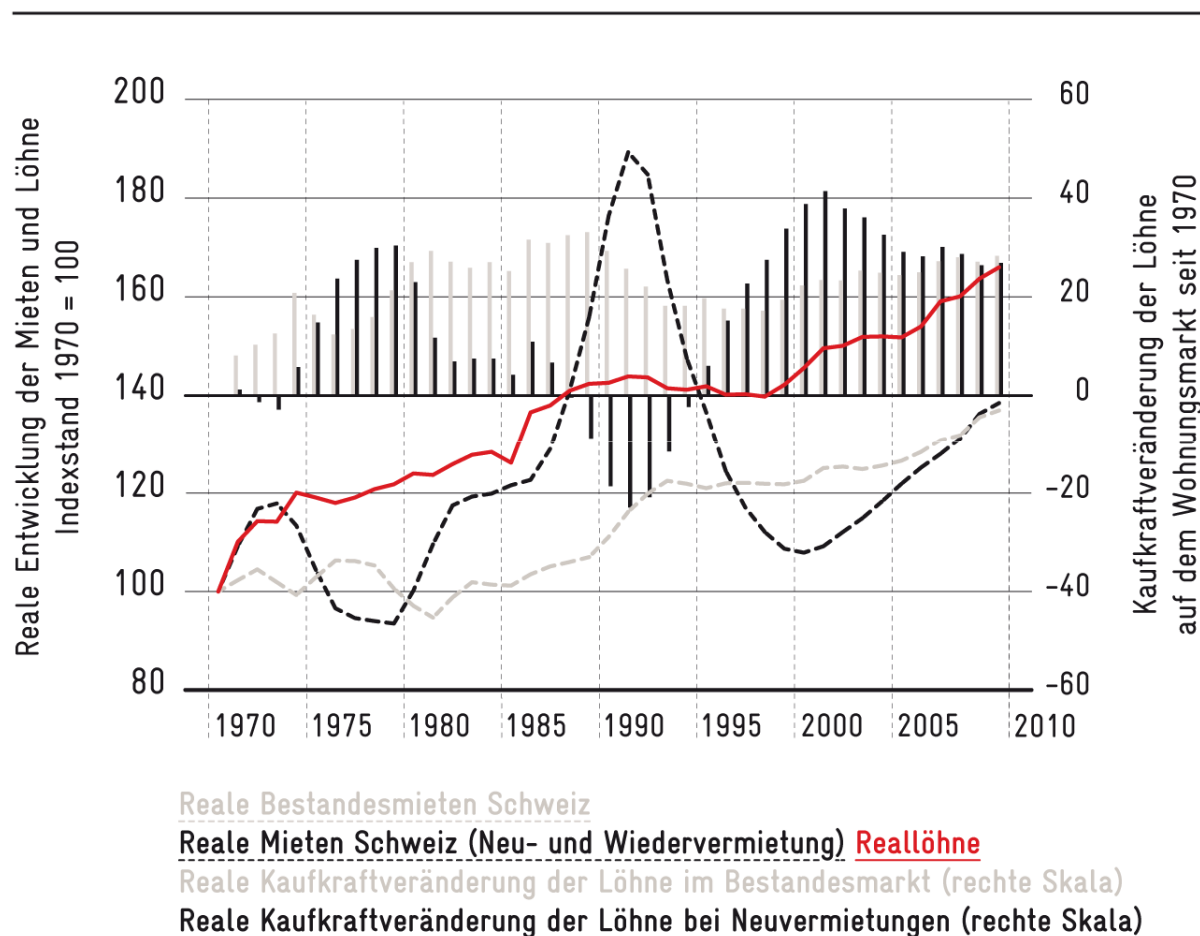 Reale Entwicklung der Mieten und Löhne
Indexstand 1970 = 100
200
180
160
140
120
100
80
60
40
20
0
-20
-40
-60
Kaufkraftveränderung der Löhne
auf dem Wohnungsmarkt seit 1970
1970 1975 1980 1985 1990 1995 2000 2005 2010
Reale Bestandesmieten Schweiz
Reale Mieten Schweiz (Neu- und Wiedervermietung) Reallöhne
Reale Kaufkraftveränderung der Löhne im Bestandesmarkt (rechte Skala)
Reale Kaufkraftveränderung der Löhne bei Neuvermietungen (rechte Skala)